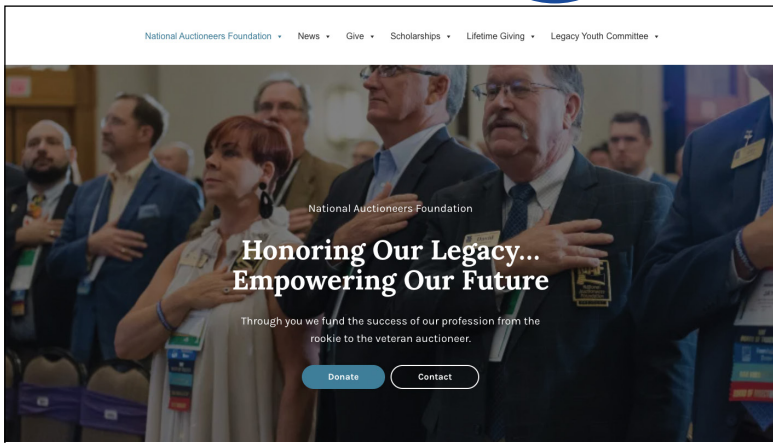 National Auctioneers Foundation
News
Give
Scholarships
Lifetime Giving
Legacy Youth Committee
National Auctioneers Foundation
Honoring Our Legacy...
Empowering Our Future
Through you we fund the success of our profession from the
rookie to the veteran auctioneer.
Donate
Contact